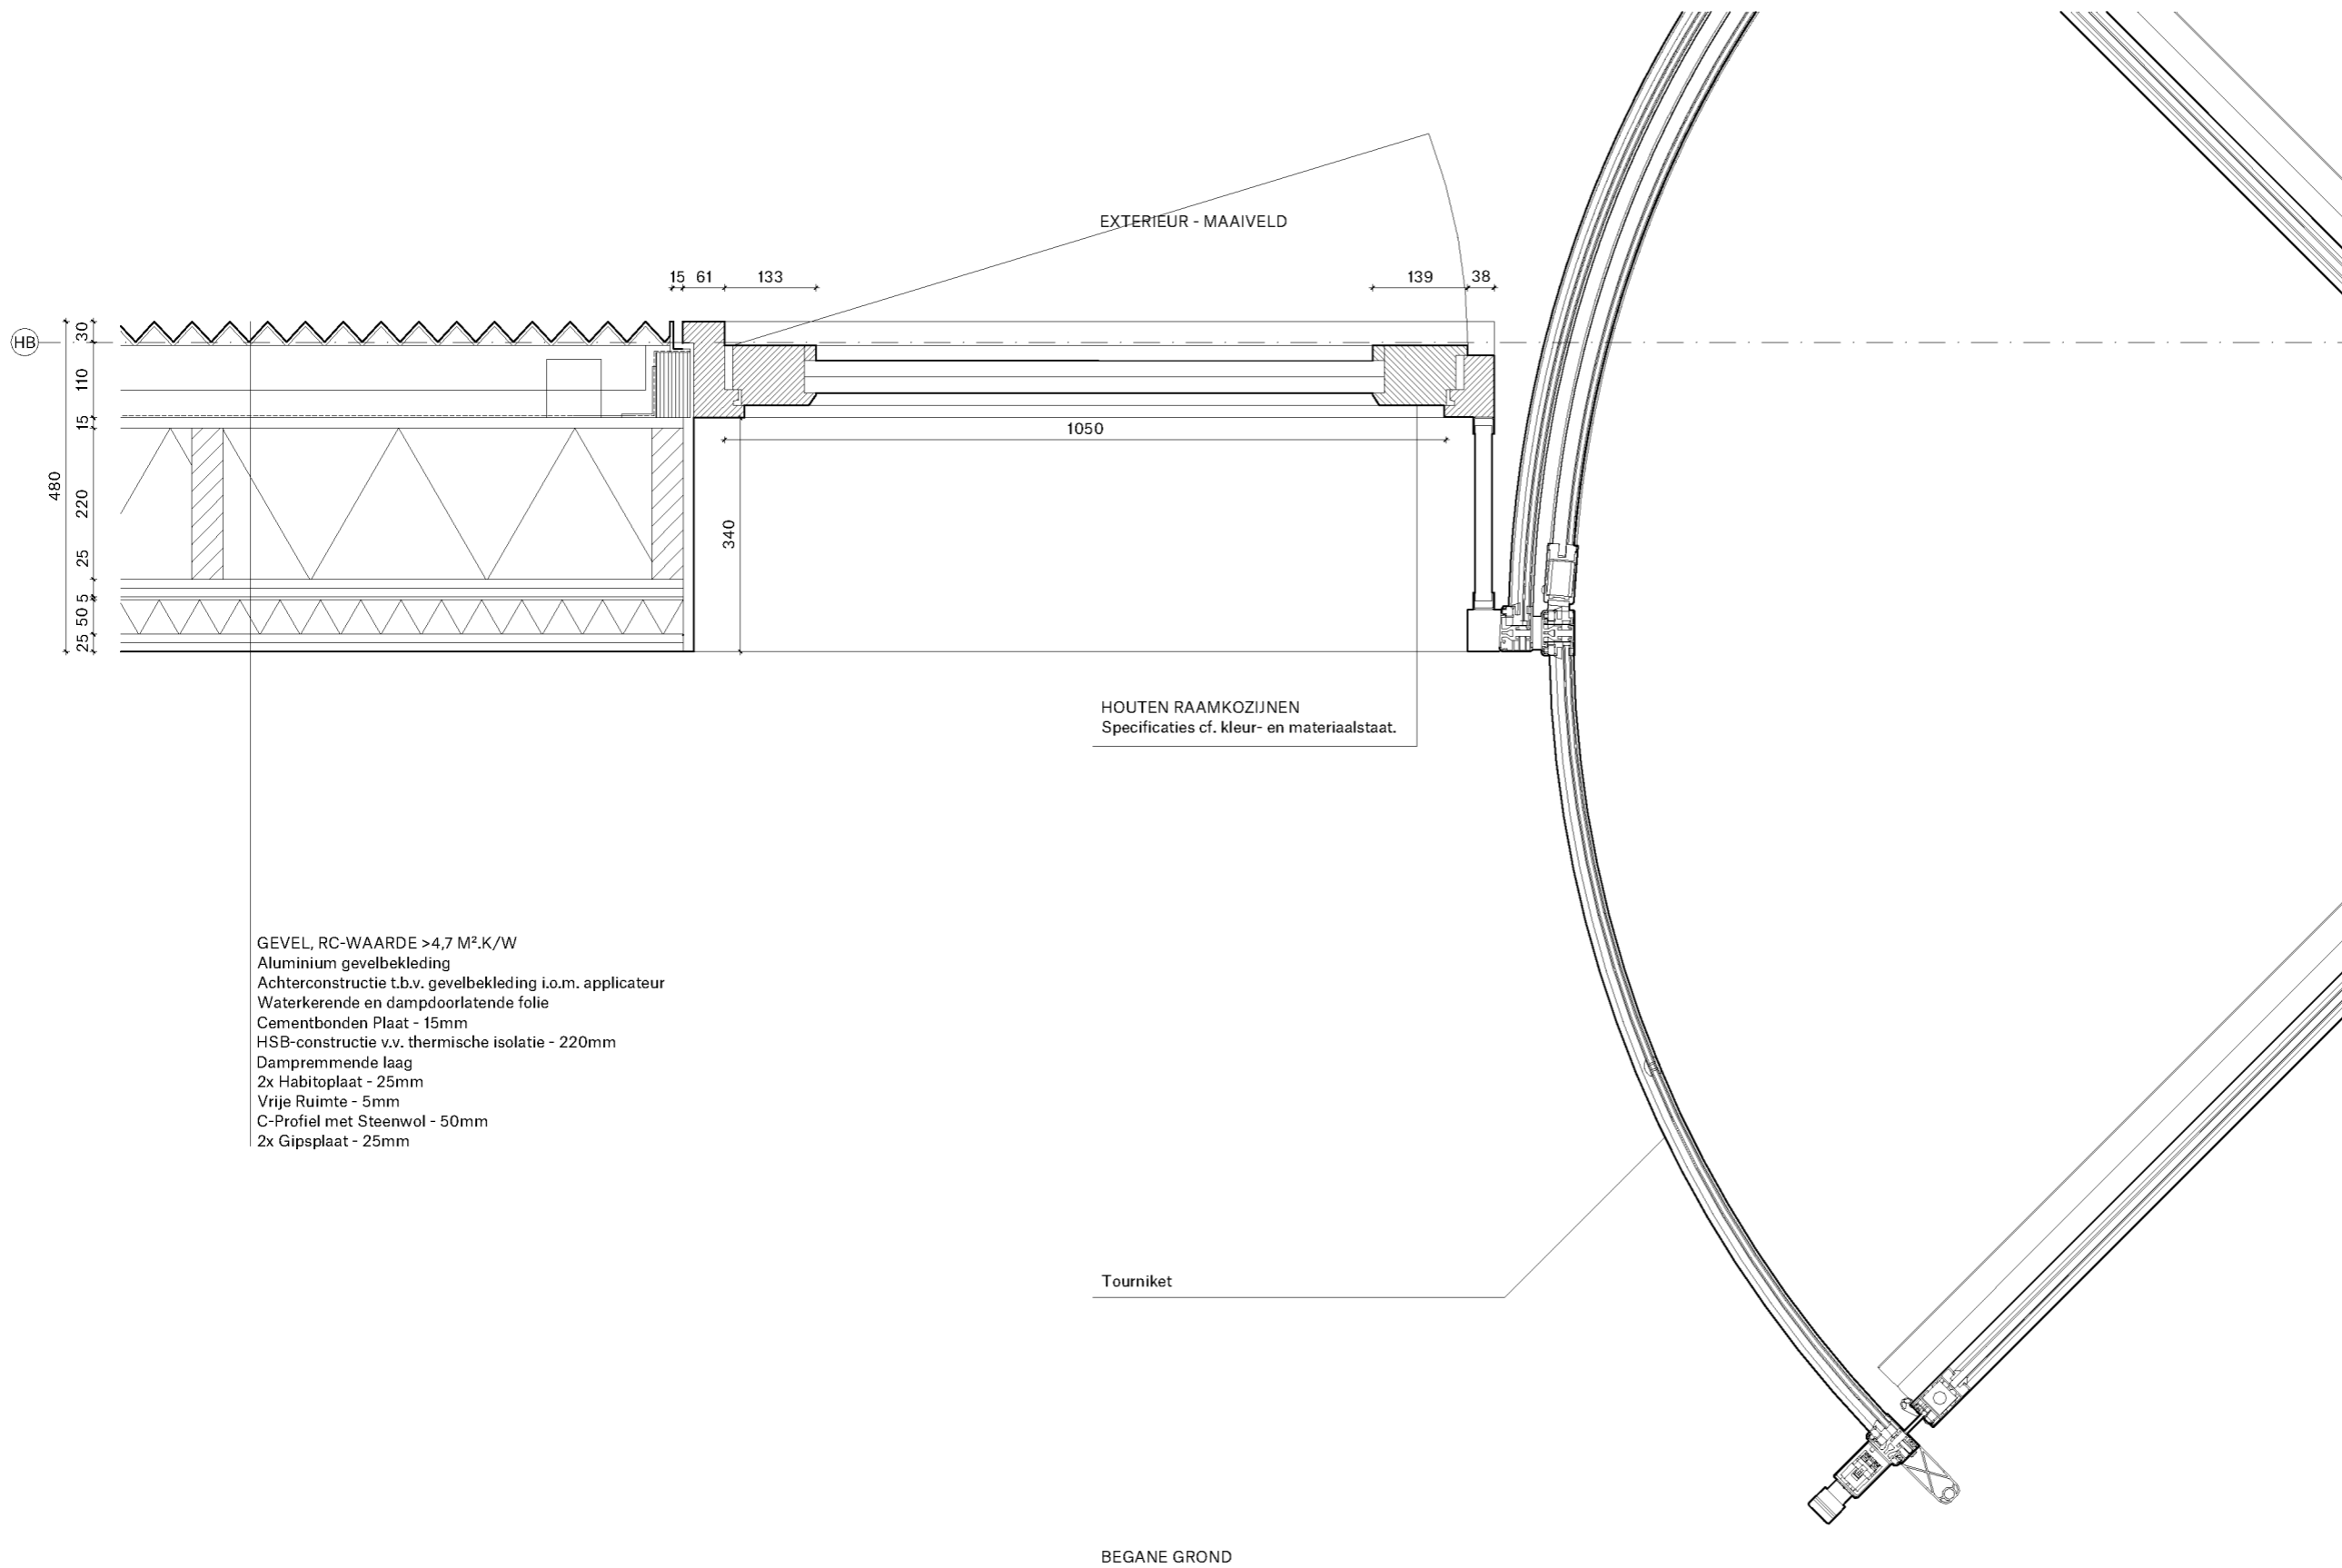 EXTERIEUR - MAAIVELD
15 61 133 139 38
HB
30
110
15
1050
480
220
340
25
5
50
25
HOUTEN RAAMKOZIJNEN
Specificaties cf. kleur- en materiaalstaat.
GEVEL, RC-WAARDE >4,7 M².K/W
Aluminium gevelbekleding
Achterconstructie t.b.v. gevelbekleding i.o.m. applicateur
Waterkerende en dampdoorlatende folie
Cementbonden Plaat - 15mm
HSB-constructie v.v. thermische isolatie - 220mm
Dampremmende laag
2x Habitoplaat - 25mm
Vrije Ruimte - 5mm
C-Profiel met Steenwol - 50mm
2x Gipsplaat - 25mm
Tourniket
BEGANE GROND